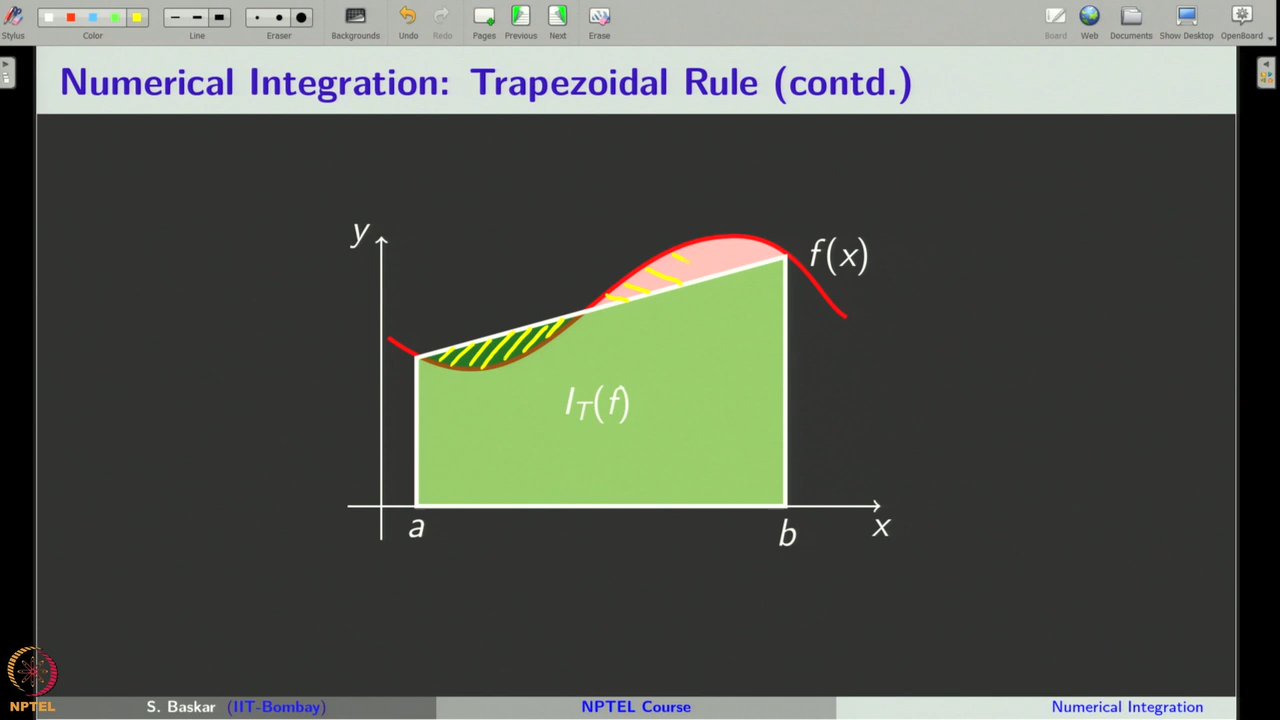 Stylus
Color
Line
Eraser
Backgrounds
Undo
Redo
Pages
Previous
Next
Erase
Board
Web
Documents
Show Desktop
OpenBoard
Numerical Integration: Trapezoidal Rule (contd.)
y
f(x)
I_T(f)
a
b
x
NPTEL
S. Baskar (IIT-Bombay)
NPTEL Course
Numerical Integration